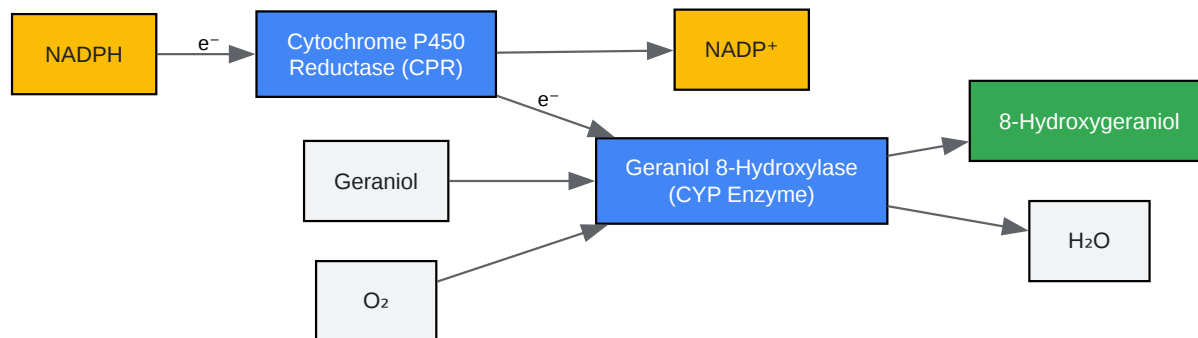 NADPH
e⁻
Cytochrome P450
Reductase (CPR)
NADP⁺
e⁻
8-Hydroxygeraniol
Geraniol
Geraniol 8-Hydroxylase
(CYP Enzyme)
H₂O
O₂